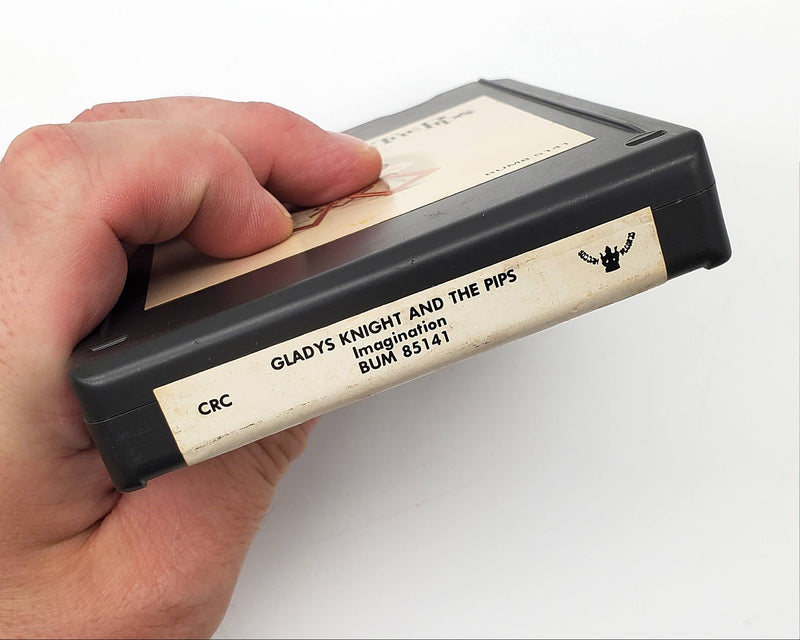 GLADYS KNIGHT AND THE PIPS
Imagination
BUM 85141
CRC